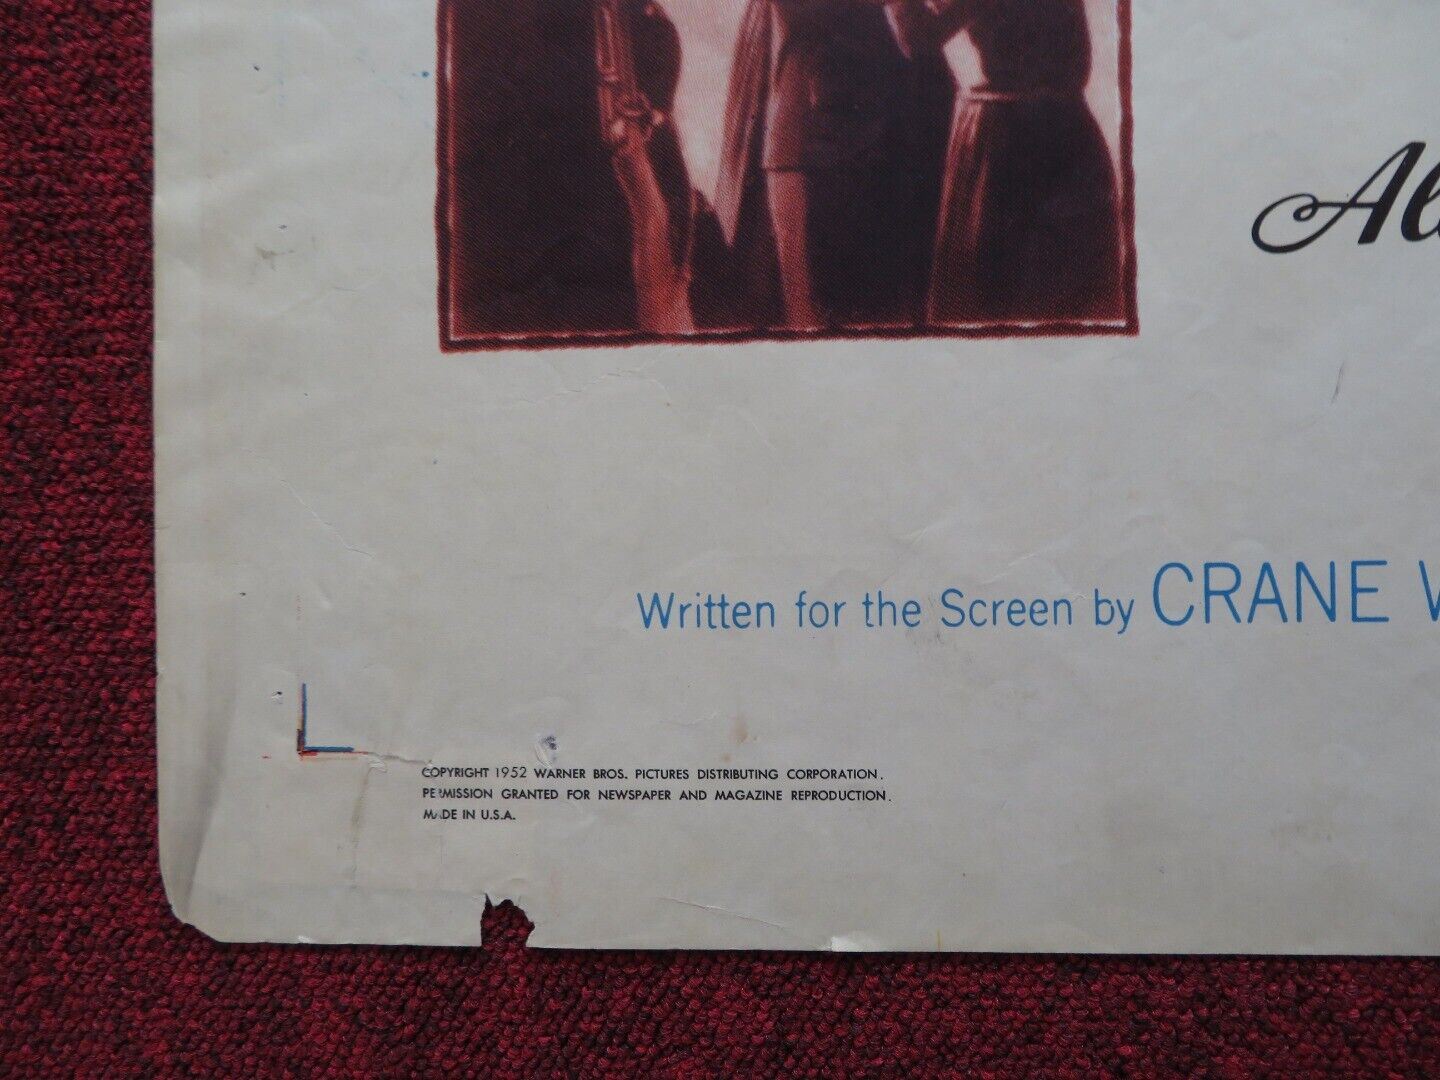 Al
Written for the Screen by CRANE
COPYRIGHT 1952 WARNER BROS. PICTURES DISTRIBUTING CORPORATION.
PERMISSION GRANTED FOR NEWSPAPER AND MAGAZINE REPRODUCTION.
MADE IN U.S.A.